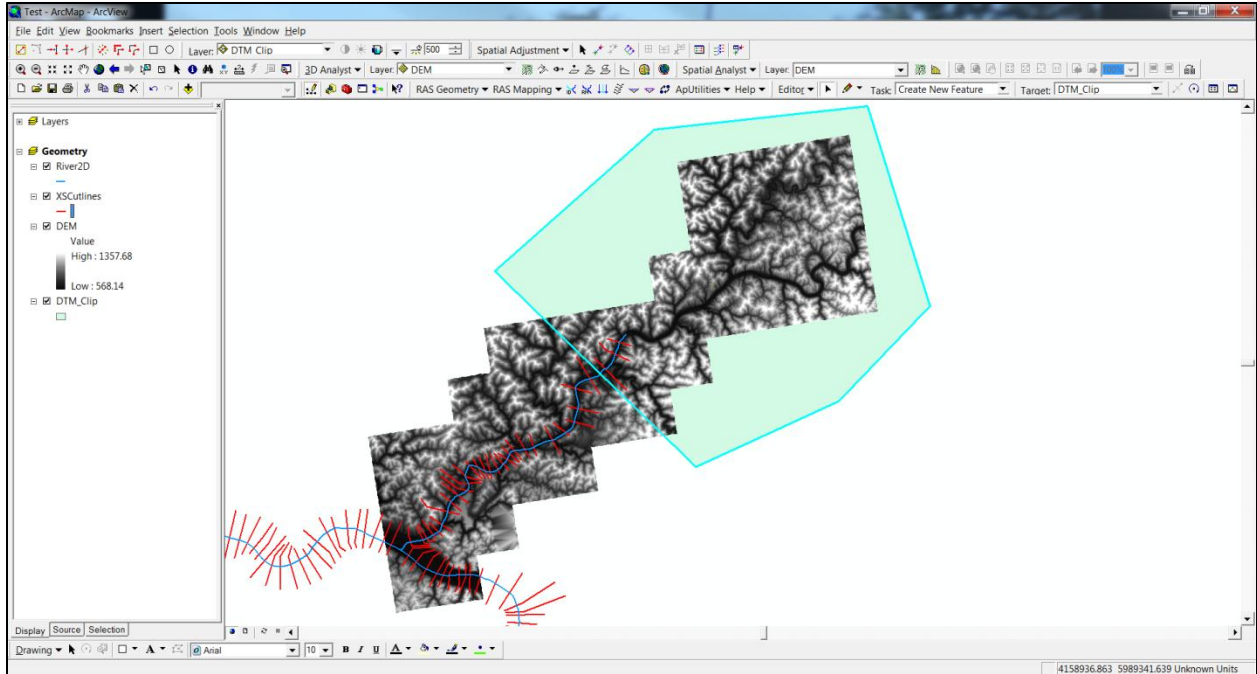 Test - ArcMap - ArcView
File Edit View Bookmarks Insert Selection Tools Window Help
Layer: DTM Clip 500 Spatial Adjustment
3D Analyst Layer: DEM Spatial Analyst Layer: DEM 100%
RAS Geometry RAS Mapping ApUtilities Help Editor Task: Create New Feature Target: DTM_Clip
Layers
Geometry
River2D
XSCutlines
DEM
Value
High : 1357.68
Low : 568.14
DTM_Clip
Display Source Selection
Drawing A Arial 10 B I U A
4158936.863 5989341.639 Unknown Units